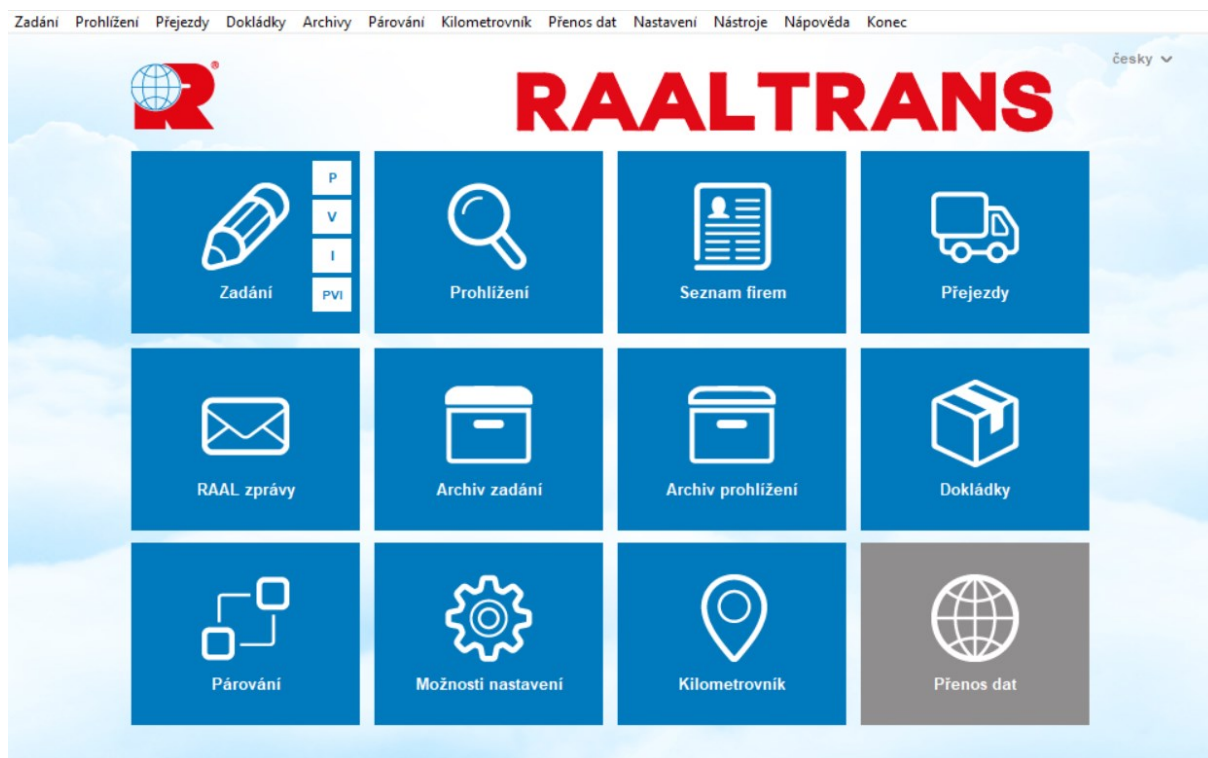 Zadání Prohlížení Přejezdy Dokládky Archivy Párování Kilometrovník Přenos dat Nastavení Nástroje Nápověda Konec
česky
R®
RAALTRANS
P
V
I
PVI
Zadání
Prohlížení
Seznam firem
Přejezdy
RAAL zprávy
Archiv zadání
Archiv prohlížení
Dokládky
Párování
Možnosti nastavení
Kilometrovník
Přenos dat